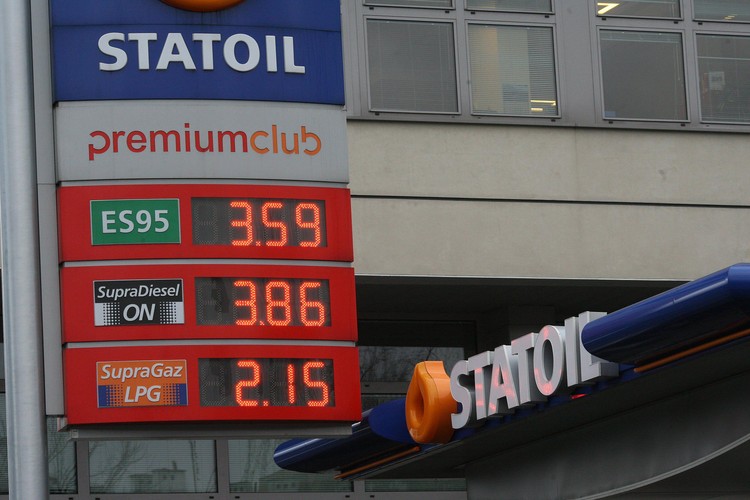 STATOIL
premiumclub
ES95 3.59
SupraDiesel
ON 3.86
SupraGaz
LPG 2.15
STATOIL